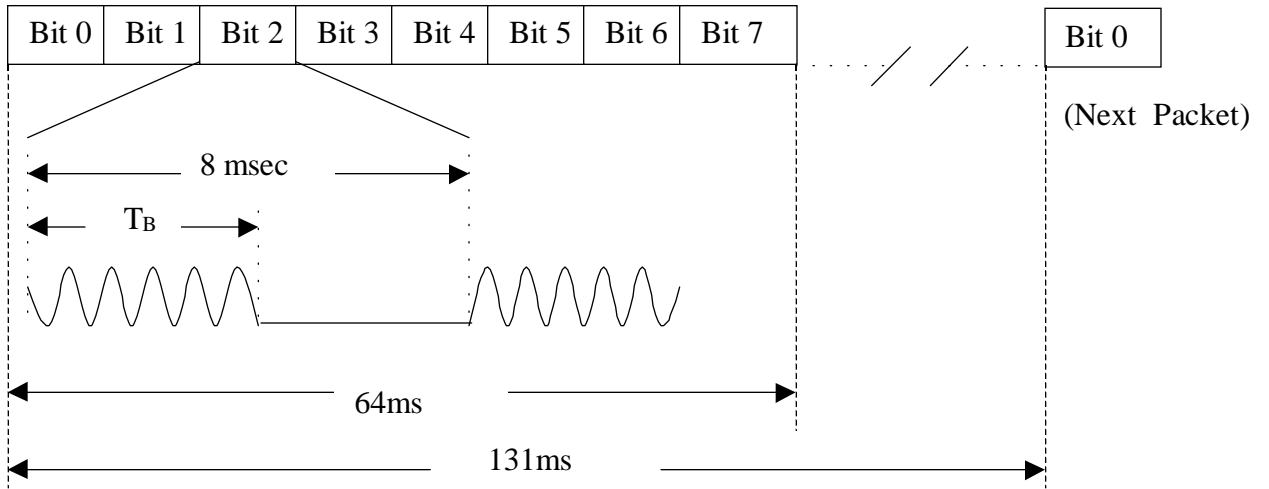 Bit 0 Bit 1 Bit 2 Bit 3 Bit 4 Bit 5 Bit 6 Bit 7 Bit 0
(Next Packet)
8 msec
TB
64ms
131ms